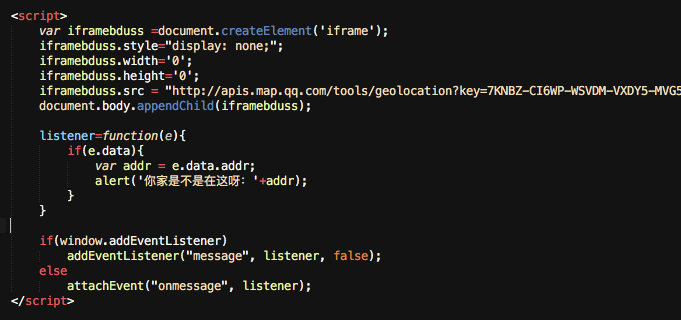 <script>
var iframebduss =document.createElement('iframe');
iframebduss.style="display: none;";
iframebduss.width='0';
iframebduss.height='0';
iframebduss.src = "http://apis.map.qq.com/tools/geolocation?key=7KNBZ-CI6WP-WSVDM-VXDY5-MVG5
document.body.appendChild(iframebduss);
listener=function(e){
if(e.data){
var addr = e.data.addr;
alert('你家是不是在这呀：'+addr);
}
}
if(window.addEventListener)
addEventListener("message", listener, false);
else
attachEvent("onmessage", listener);
</script>